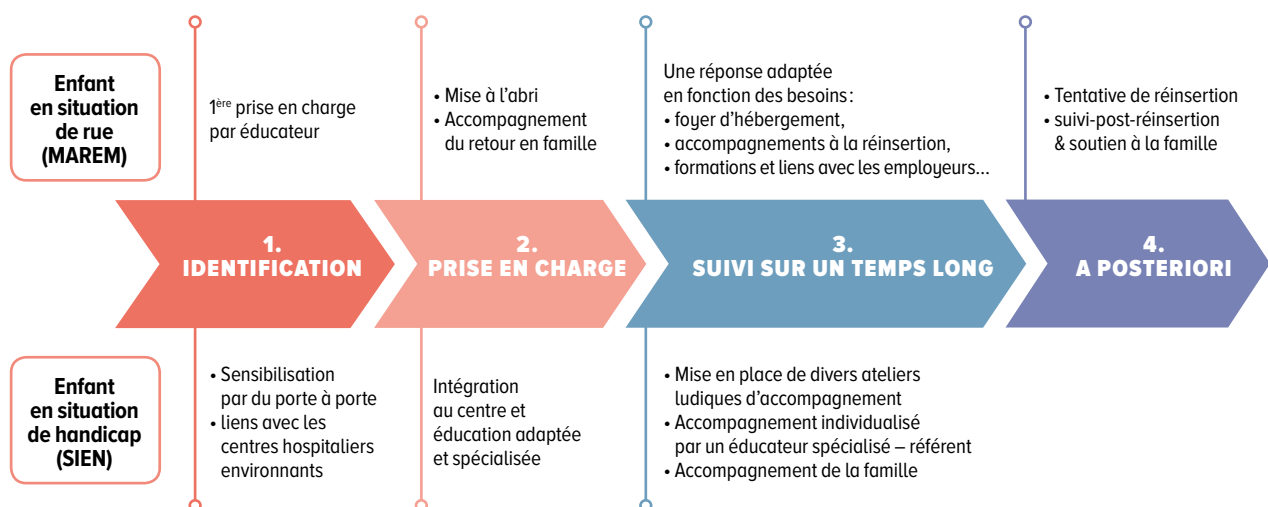 Enfant
en situation
de rue
(MAREM)
1ère prise en charge
par éducateur
• Mise à l’abri
• Accompagnement
du retour en famille
Une réponse adaptée
en fonction des besoins :
• foyer d’hébergement,
• accompagnements à la réinsertion,
• formations et liens avec les employeurs...
• Tentative de réinsertion
• suivi-post-réinsertion
& soutien à la famille
1.
IDENTIFICATION
2.
PRISE EN CHARGE
3.
SUIVI SUR UN TEMPS LONG
4.
A POSTERIORI
Enfant
en situation
de handicap
(SIEN)
• Sensibilisation
par du porte à porte
• liens avec les
centres hospitaliers
environnants
Intégration
au centre et
éducation adaptée
et spécialisée
• Mise en place de divers ateliers
ludiques d’accompagnement
• Accompagnement individualisé
par un éducateur spécialisé – référent
• Accompagnement de la famille